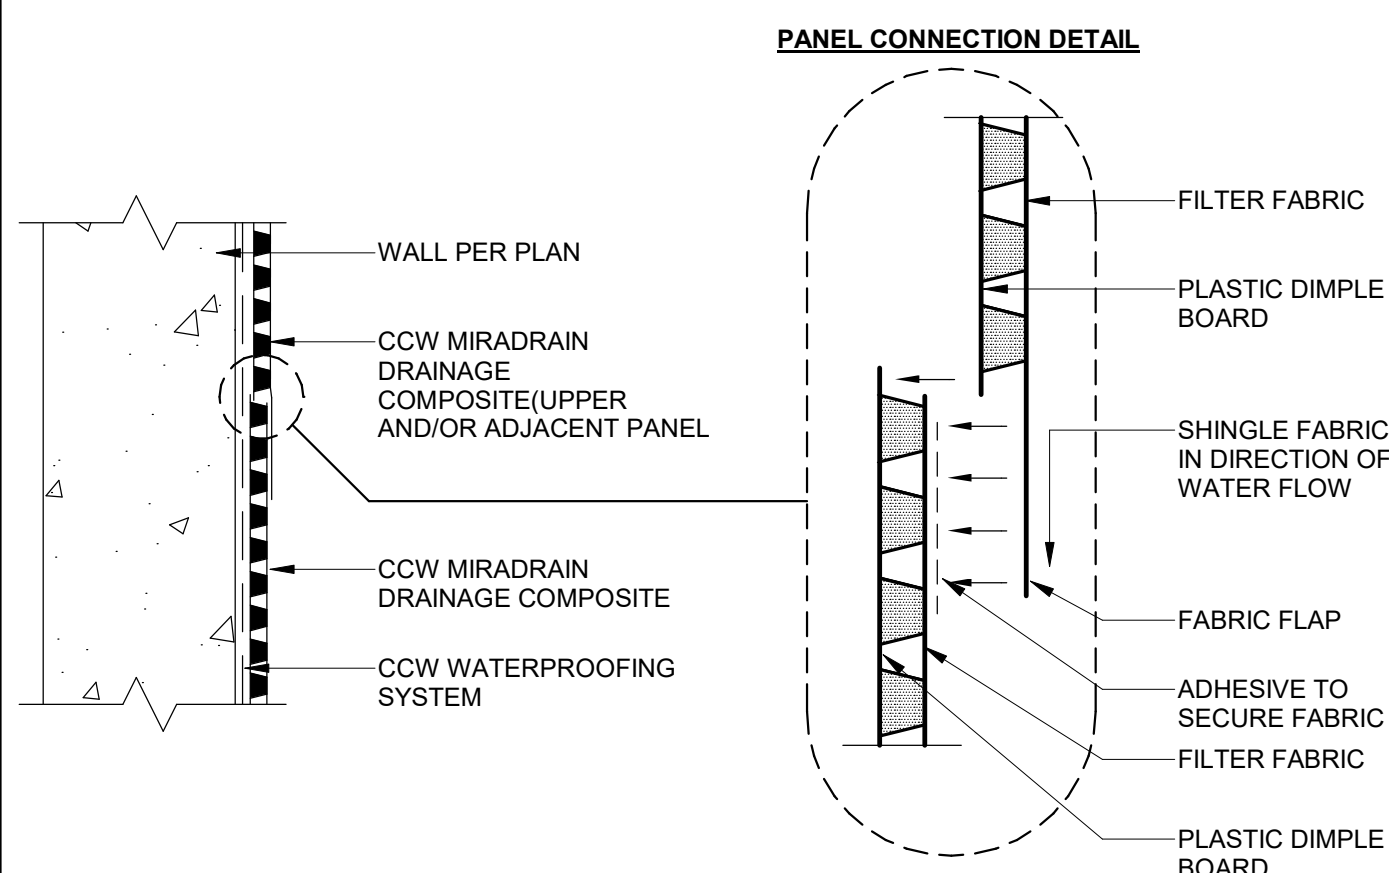 PANEL CONNECTION DETAIL
WALL PER PLAN
CCW MIRADRAIN
DRAINAGE
COMPOSITE(UPPER
AND/OR ADJACENT PANEL
CCW MIRADRAIN
DRAINAGE COMPOSITE
CCW WATERPROOFING
SYSTEM
FILTER FABRIC
PLASTIC DIMPLE
BOARD
SHINGLE FABRIC
IN DIRECTION OF
WATER FLOW
FABRIC FLAP
ADHESIVE TO
SECURE FABRIC
FILTER FABRIC
PLASTIC DIMPLE
BOARD